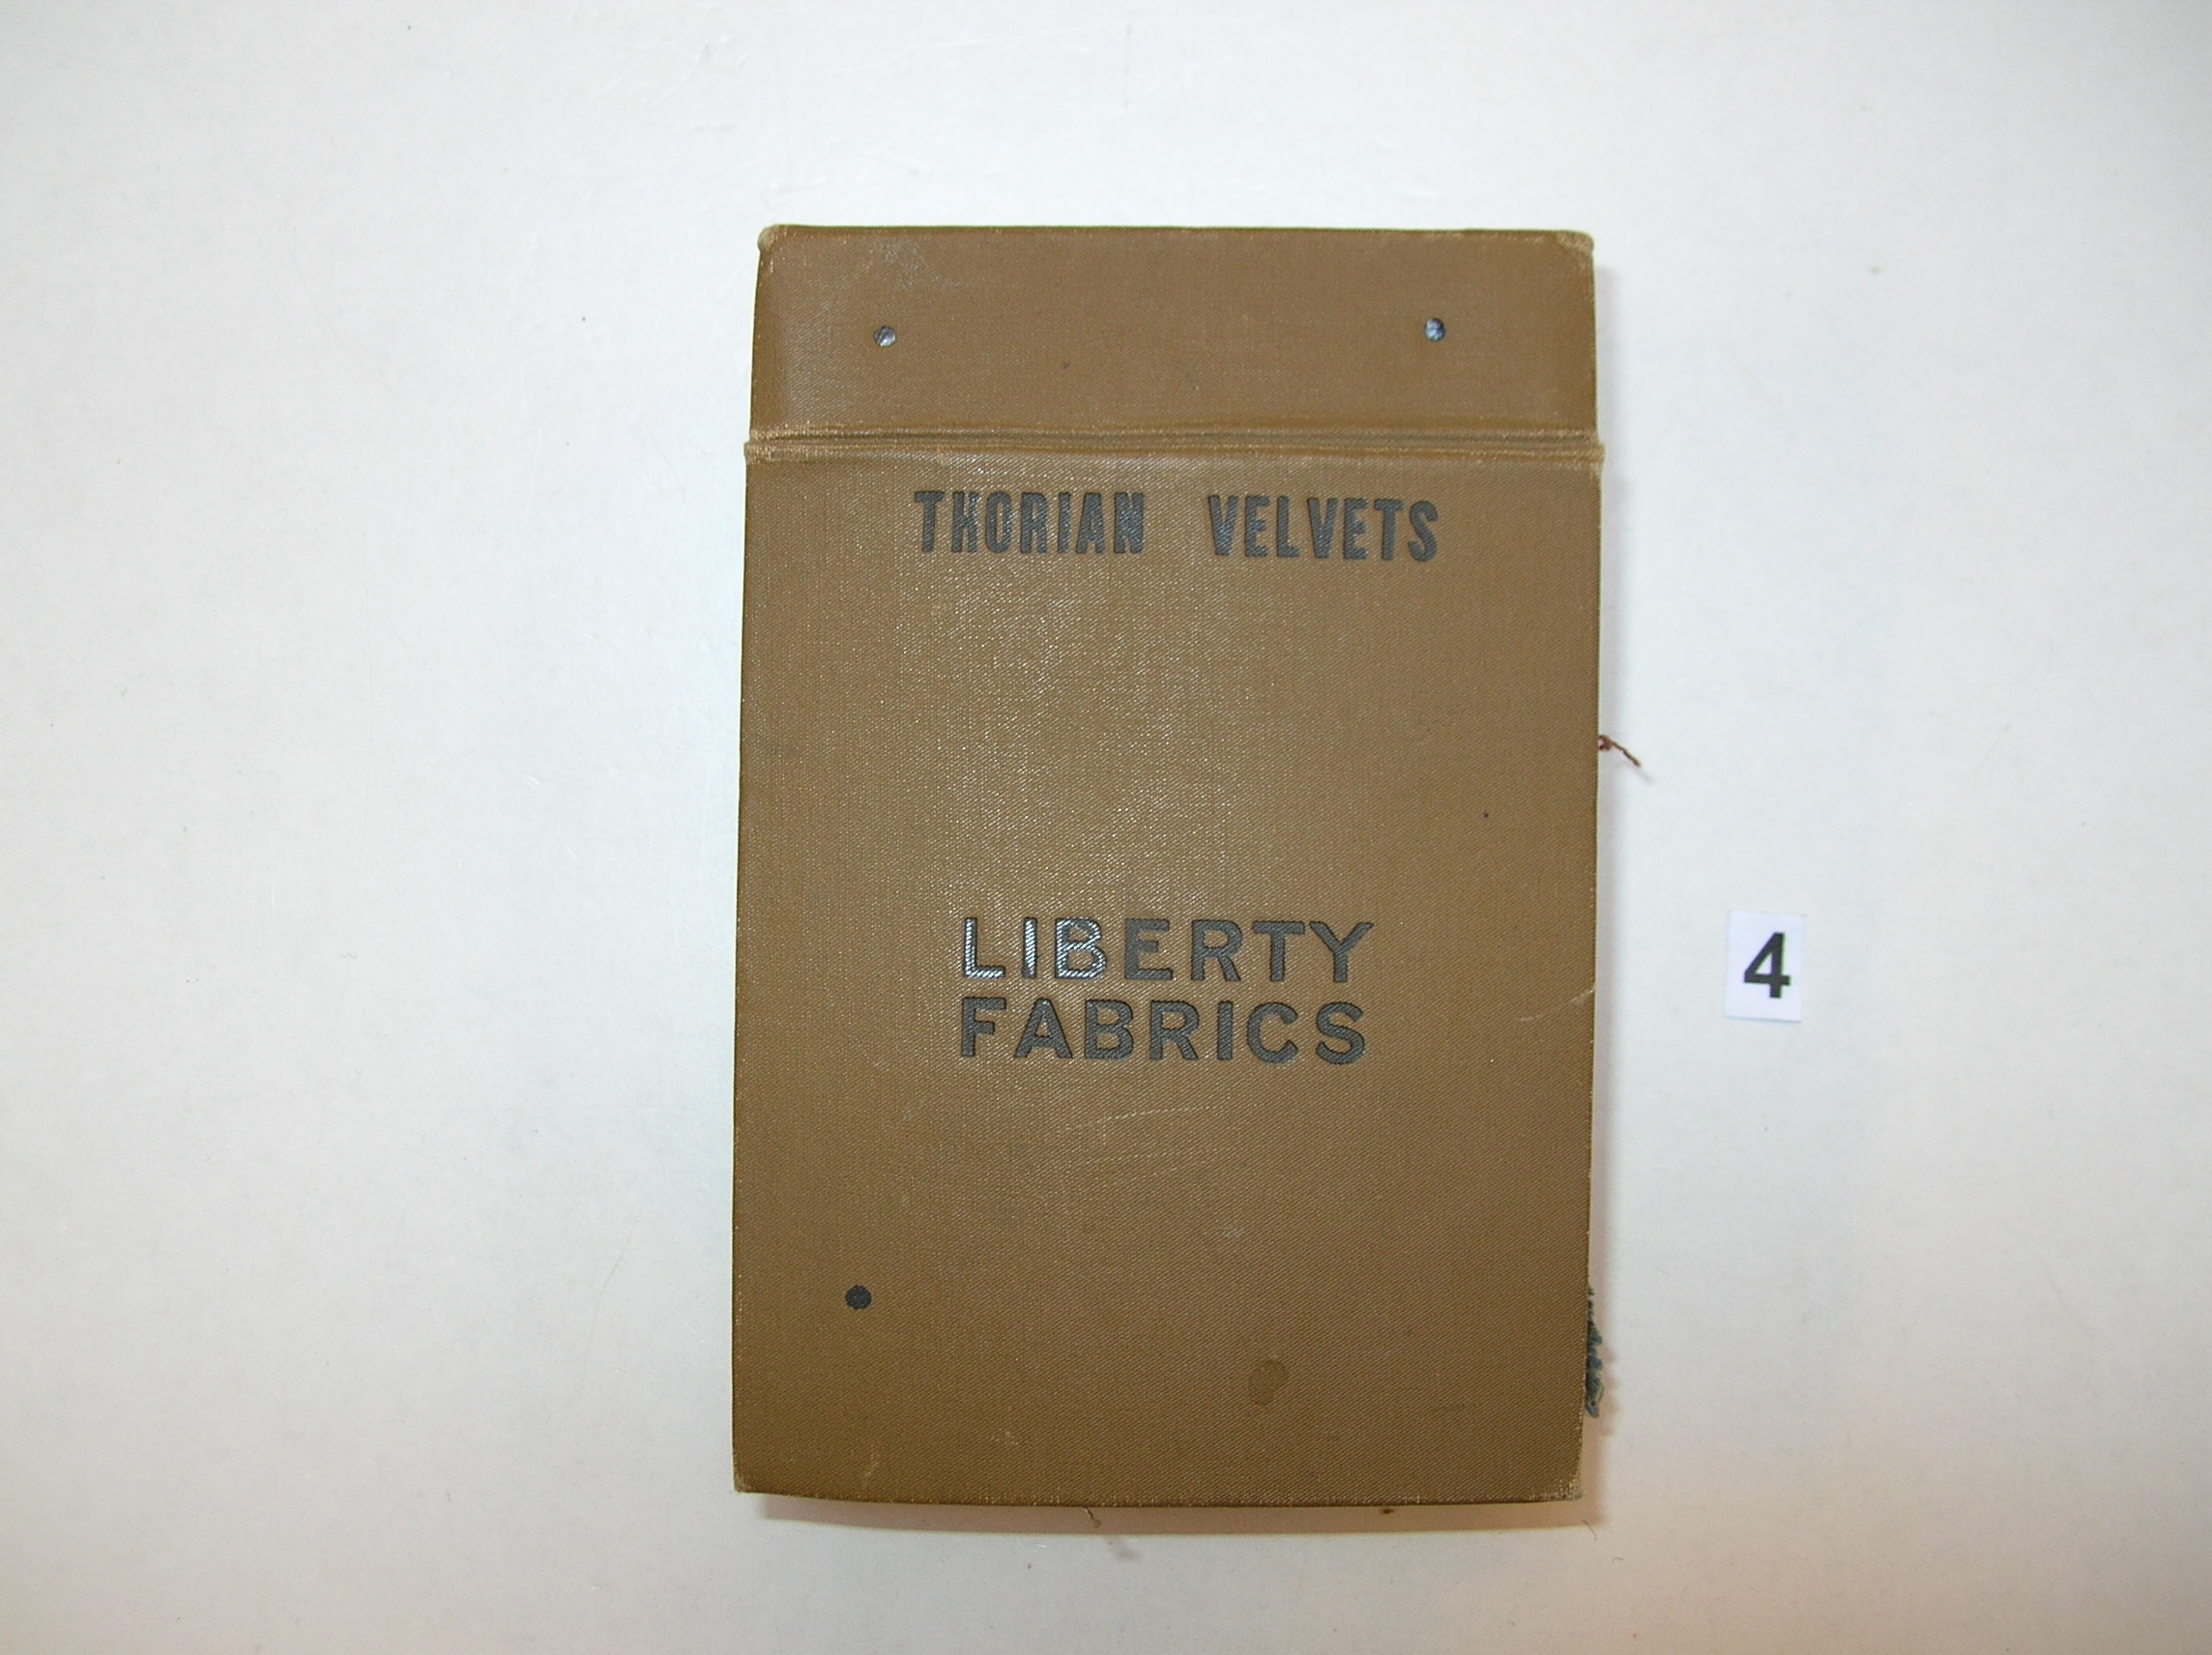 THORIAN VELVETS
LIBERTY
FABRICS
4